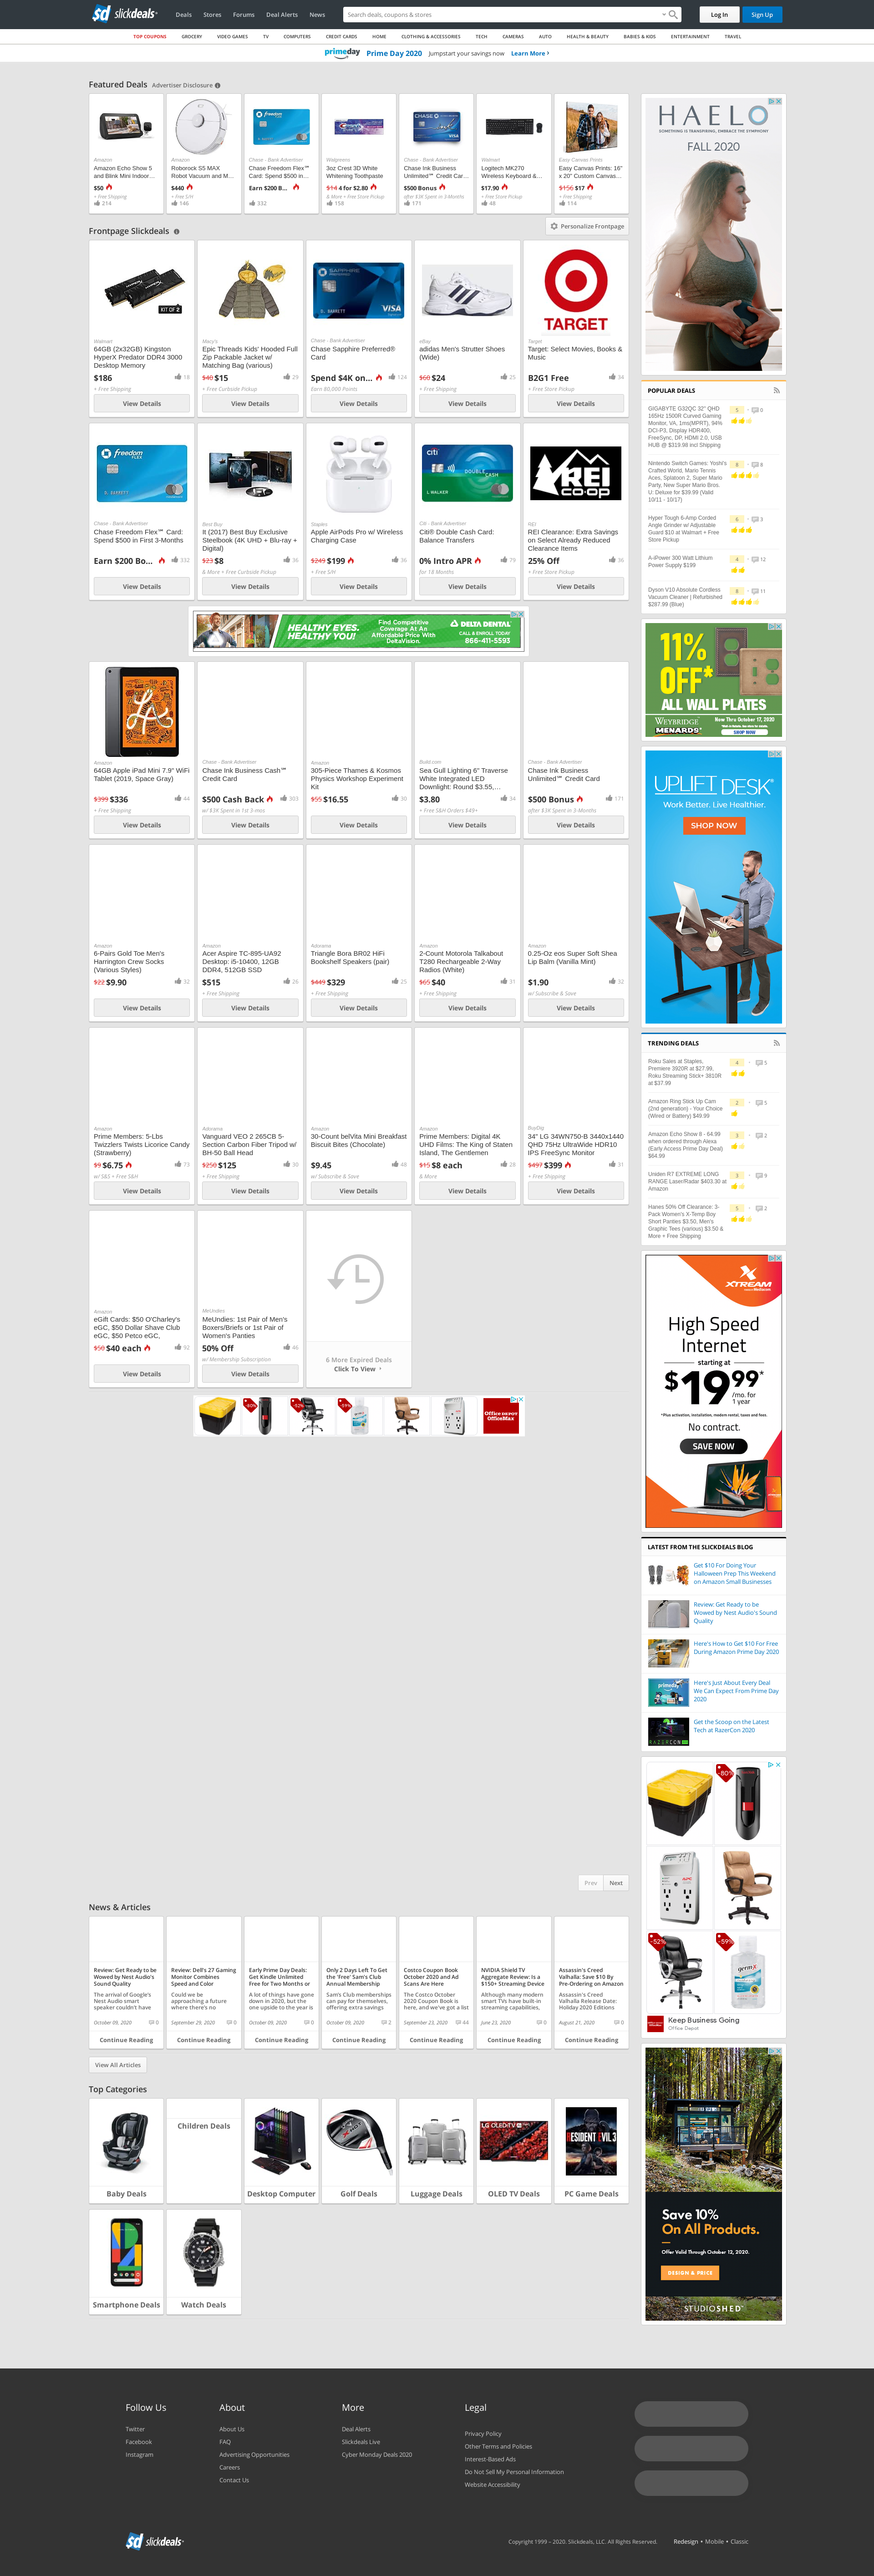 sd slickdeals
Deals Stores Forums Deal Alerts News
Search deals, coupons & stores
Log In Sign Up
TOP COUPONS GROCERY VIDEO GAMES TV COMPUTERS CREDIT CARDS HOME CLOTHING & ACCESSORIES TECH CAMERAS AUTO HEALTH & BEAUTY BABIES & KIDS ENTERTAINMENT TRAVEL
primeday Prime Day 2020 Jumpstart your savings now Learn More
Featured Deals Advertiser Disclosure
Amazon
Amazon Echo Show 5
and Blink Mini Indoor...
$50
+ Free Shipping
214
Amazon
Roborock S5 MAX
Robot Vacuum and M...
$440
+ Free S/H
146
Chase - Bank Advertiser
Chase Freedom Flex℠
Card: Spend $500 in...
Earn $200 B...
332
Walgreens
3oz Crest 3D White
Whitening Toothpaste
$14 4 for $2.80
& More + Free Store Pickup
158
Chase - Bank Advertiser
Chase Ink Business
Unlimited℠ Credit Car...
$500 Bonus
after $3K Spent in 3-Months
171
Walmart
Logitech MK270
Wireless Keyboard &...
$17.90
+ Free Store Pickup
48
Easy Canvas Prints
Easy Canvas Prints: 16"
x 20" Custom Canvas...
$156 $17
+ Free Shipping
114
Frontpage Slickdeals
Personalize Frontpage
KIT OF 2
Walmart
64GB (2x32GB) Kingston
HyperX Predator DDR4 3000
Desktop Memory
$186 18
+ Free Shipping
View Details
Macy's
Epic Threads Kids' Hooded Full
Zip Packable Jacket w/
Matching Bag (various)
$40 $15 29
+ Free Curbside Pickup
View Details
CHASE SAPPHIRE PREFERRED
D. BARRETT
VISA
Chase - Bank Advertiser
Chase Sapphire Preferred®
Card
Spend $4K on... 124
Earn 80,000 Points
View Details
eBay
adidas Men's Strutter Shoes
(Wide)
$60 $24 25
+ Free Shipping
View Details
TARGET
Target
Target: Select Movies, Books &
Music
B2G1 Free 34
+ Free Store Pickup
View Details
freedom FLEX
D. BARRETT
Chase - Bank Advertiser
Chase Freedom Flex℠ Card:
Spend $500 in First 3-Months
Earn $200 Bo... 332
View Details
Best Buy
It (2017) Best Buy Exclusive
Steelbook (4K UHD + Blu-ray +
Digital)
$23 $8 36
& More + Free Curbside Pickup
View Details
Staples
Apple AirPods Pro w/ Wireless
Charging Case
$249 $199 36
+ Free S/H
View Details
citi
DOUBLE CASH
L WALKER
Citi - Bank Advertiser
Citi® Double Cash Card:
Balance Transfers
0% Intro APR 79
for 18 Months
View Details
REI CO·OP
REI
REI Clearance: Extra Savings
on Select Already Reduced
Clearance Items
25% Off 36
+ Free Store Pickup
View Details
HEALTHY EYES.
HEALTHY YOU!
Find Competitive
Coverage At An
Affordable Price With
DeltaVision.
DELTA DENTAL
CALL & ENROLL TODAY
866-411-5593
Amazon
64GB Apple iPad Mini 7.9" WiFi
Tablet (2019, Space Gray)
$399 $336 44
+ Free Shipping
View Details
Chase - Bank Advertiser
Chase Ink Business Cash℠
Credit Card
$500 Cash Back 303
w/ $3K Spent in 1st 3-mos
View Details
Amazon
305-Piece Thames & Kosmos
Physics Workshop Experiment
Kit
$55 $16.55 30
View Details
Build.com
Sea Gull Lighting 6" Traverse
White Integrated LED
Downlight: Round $3.55,...
$3.80 34
+ Free S&H Orders $49+
View Details
Chase - Bank Advertiser
Chase Ink Business
Unlimited℠ Credit Card
$500 Bonus 171
after $3K Spent in 3-Months
View Details
Amazon
6-Pairs Gold Toe Men's
Harrington Crew Socks
(Various Styles)
$22 $9.90 32
View Details
Amazon
Acer Aspire TC-895-UA92
Desktop: i5-10400, 12GB
DDR4, 512GB SSD
$515 26
+ Free Shipping
View Details
Adorama
Triangle Bora BR02 HiFi
Bookshelf Speakers (pair)
$449 $329 25
+ Free Shipping
View Details
Amazon
2-Count Motorola Talkabout
T280 Rechargeable 2-Way
Radios (White)
$65 $40 31
+ Free Shipping
View Details
Amazon
0.25-Oz eos Super Soft Shea
Lip Balm (Vanilla Mint)
$1.90 32
w/ Subscribe & Save
View Details
Amazon
Prime Members: 5-Lbs
Twizzlers Twists Licorice Candy
(Strawberry)
$9 $6.75 73
w/ S&S + Free S&H
View Details
Adorama
Vanguard VEO 2 265CB 5-
Section Carbon Fiber Tripod w/
BH-50 Ball Head
$250 $125 30
+ Free Shipping
View Details
Amazon
30-Count belVita Mini Breakfast
Biscuit Bites (Chocolate)
$9.45 48
w/ Subscribe & Save
View Details
Amazon
Prime Members: Digital 4K
UHD Films: The King of Staten
Island, The Gentlemen
$15 $8 each 28
& More
View Details
BuyDig
34" LG 34WN750-B 3440x1440
QHD 75Hz UltraWide HDR10
IPS FreeSync Monitor
$497 $399 31
+ Free Shipping
View Details
Amazon
eGift Cards: $50 O'Charley's
eGC, $50 Dollar Shave Club
eGC, $50 Petco eGC,
$50 $40 each 92
View Details
MeUndies
MeUndies: 1st Pair of Men's
Boxers/Briefs or 1st Pair of
Women's Panties
50% Off 46
w/ Membership Subscription
View Details
6 More Expired Deals
Click To View
-80% -52% -59%
Office DEPOT
OfficeMax
Prev Next
HAELO
SOMETHING IS TRANSPIRING, EMBRACE THE SYMPHONY
FALL 2020
POPULAR DEALS
GIGABYTE G32QC 32" QHD
165Hz 1500R Curved Gaming
Monitor, VA, 1ms(MPRT), 94%
DCI-P3, Display HDR400,
FreeSync, DP, HDMI 2.0, USB
HUB @ $319.98 incl Shipping
5 0
Nintendo Switch Games: Yoshi's
Crafted World, Mario Tennis
Aces, Splatoon 2, Super Mario
Party, New Super Mario Bros.
U: Deluxe for $39.99 (Valid
10/11 - 10/17)
8 8
Hyper Tough 6-Amp Corded
Angle Grinder w/ Adjustable
Guard $10 at Walmart + Free
Store Pickup
6 3
A-iPower 300 Watt Lithium
Power Supply $199
4 12
Dyson V10 Absolute Cordless
Vacuum Cleaner | Refurbished
$287.99 (Blue)
8 11
11%
OFF*
ALL WALL PLATES
WEYBRIDGE
MENARDS
Now Thru October 17, 2020
SHOP NOW
UPLIFT DESK
Work Better. Live Healthier.
SHOP NOW
TRENDING DEALS
Roku Sales at Staples,
Premiere 3920R at $27.99,
Roku Streaming Stick+ 3810R
at $37.99
4 5
Amazon Ring Stick Up Cam
(2nd generation) - Your Choice
(Wired or Battery) $49.99
2 5
Amazon Echo Show 8 - 64.99
when ordered through Alexa
(Early Access Prime Day Deal)
$64.99
3 2
Uniden R7 EXTREME LONG
RANGE Laser/Radar $403.30 at
Amazon
3 9
Hanes 50% Off Clearance: 3-
Pack Women's X-Temp Boy
Short Panties $3.50, Men's
Graphic Tees (various) $3.50 &
More + Free Shipping
5 2
XTREAM
High Speed
Internet
starting at
$19.99* /mo. for 1 year
*Plus activation, installation, modem rental, taxes and fees.
No contract.
SAVE NOW
LATEST FROM THE SLICKDEALS BLOG
Get $10 For Doing Your
Halloween Prep This Weekend
on Amazon Small Businesses
Review: Get Ready to be
Wowed by Nest Audio's Sound
Quality
Here's How to Get $10 For Free
During Amazon Prime Day 2020
Here's Just About Every Deal
We Can Expect From Prime Day
2020
Get the Scoop on the Latest
Tech at RazerCon 2020
-80%
-52%
-59%
Keep Business Going
Office Depot
Save 10%
On All Products.
Offer Valid Through October 12, 2020.
DESIGN & PRICE
STUDIOSHED
News & Articles
Review: Get Ready to be
Wowed by Nest Audio's
Sound Quality
The arrival of Google's
Nest Audio smart
speaker couldn't have
October 09, 2020 0
Continue Reading
Review: Dell's 27 Gaming
Monitor Combines
Speed and Color
Could we be
approaching a future
where there's no
September 29, 2020 0
Continue Reading
Early Prime Day Deals:
Get Kindle Unlimited
Free for Two Months or
A lot of things have gone
down in 2020, but the
one upside to the year is
October 09, 2020 0
Continue Reading
Only 2 Days Left To Get
the 'Free' Sam's Club
Annual Membership
Sam's Club memberships
can pay for themselves,
offering extra savings
October 09, 2020 2
Continue Reading
Costco Coupon Book
October 2020 and Ad
Scans Are Here
The Costco October
2020 Coupon Book is
here, and we've got a list
September 23, 2020 44
Continue Reading
NVIDIA Shield TV
Aggregate Review: Is a
$150+ Streaming Device
Although many modern
smart TVs have built-in
streaming capabilities,
June 23, 2020 0
Continue Reading
Assassin's Creed
Valhalla: Save $10 By
Pre-Ordering on Amazon
Assassin's Creed
Valhalla Release Date:
Holiday 2020 Editions
August 21, 2020 0
Continue Reading
View All Articles
Top Categories
Baby Deals
Children Deals
Desktop Computer
Golf Deals
Luggage Deals
LG OLED TV
OLED TV Deals
RESIDENT EVIL 3
PC Game Deals
Smartphone Deals
Watch Deals
Follow Us
Twitter
Facebook
Instagram
About
About Us
FAQ
Advertising Opportunities
Careers
Contact Us
More
Deal Alerts
Slickdeals Live
Cyber Monday Deals 2020
Legal
Privacy Policy
Other Terms and Policies
Interest-Based Ads
Do Not Sell My Personal Information
Website Accessibility
sd slickdeals
Copyright 1999 – 2020. Slickdeals, LLC. All Rights Reserved. Redesign • Mobile • Classic